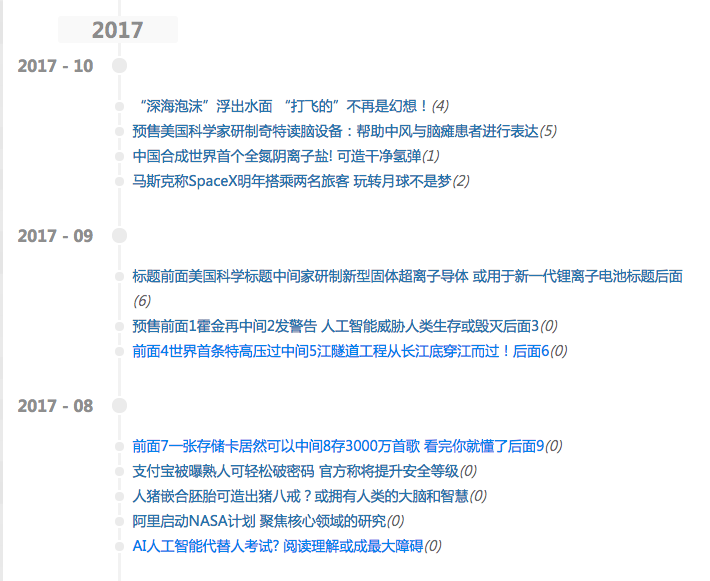 2017
2017 - 10
“深海泡沫”浮出水面 “打飞的”不再是幻想！(4)
预售美国科学家研制奇特读脑设备：帮助中风与脑瘫患者进行表达(5)
中国合成世界首个全氮阴离子盐! 可造干净氢弹(1)
马斯克称SpaceX明年搭乘两名旅客 玩转月球不是梦(2)
2017 - 09
标题前面美国科学标题中间家研制新型固体超离子导体 或用于新一代锂离子电池标题后面
(6)
预售前面1霍金再中间2发警告 人工智能威胁人类生存或毁灭后面3(0)
前面4世界首条特高压过中间5江隧道工程从长江底穿江而过！后面6(0)
2017 - 08
前面7一张存储卡居然可以中间8存3000万首歌 看完你就懂了后面9(0)
支付宝被曝熟人可轻松破密码 官方称将提升安全等级(0)
人猪嵌合胚胎可造出猪八戒？或拥有人类的大脑和智慧(0)
阿里启动NASA计划 聚焦核心领域的研究(0)
AI人工智能代替人考试? 阅读理解或成最大障碍(0)